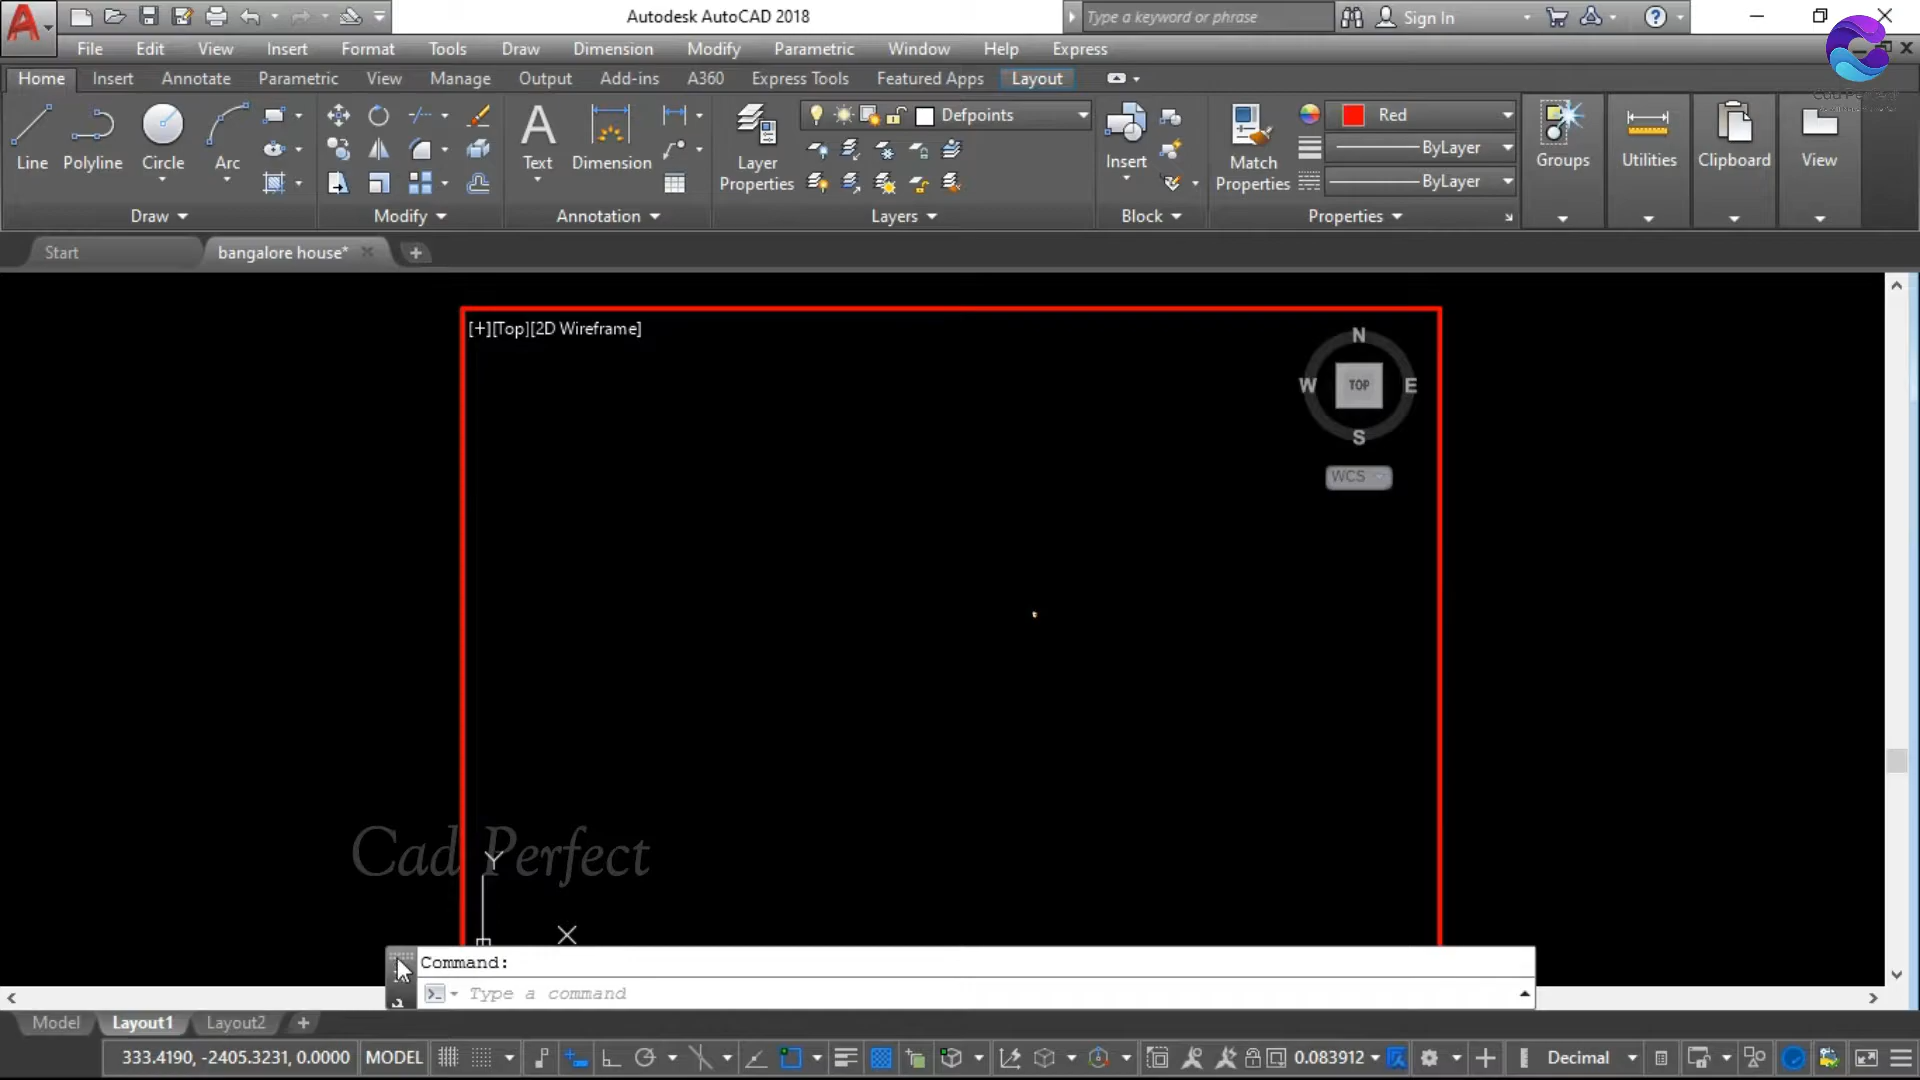 Autodesk AutoCAD 2018
Type a keyword or phrase
Sign In
File Edit View Insert Format Tools Draw Dimension Modify Parametric Window Help Express
Home Insert Annotate Parametric View Manage Output Add-ins A360 Express Tools Featured Apps Layout
Line Polyline Circle Arc
Text Dimension
Layer Properties
Defpoints
Insert
Match Properties
Red
ByLayer
ByLayer
Groups Utilities Clipboard View
Draw Modify Annotation Layers Block Properties
Start bangalore house*
[+][Top][2D Wireframe]
N
W TOP E
S
WCS
Cad Perfect
Y
X
Command:
Type a command
Model Layout1 Layout2
333.4190, -2405.3231, 0.0000 MODEL 0.083912 Decimal